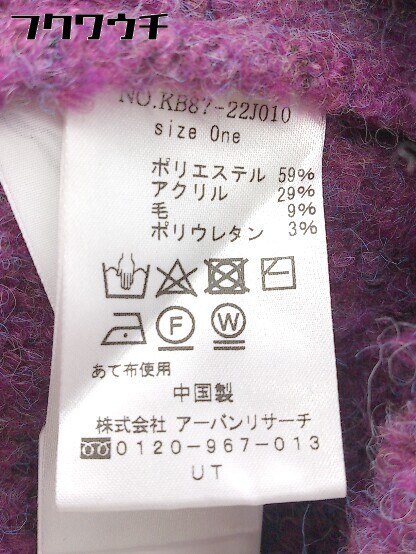 フクワウチ
NO.KB87-22J010
size One
ポリエステル 59%
アクリル 29%
毛 9%
ポリウレタン 3%
F W
あて布使用
中国製
株式会社 アーバンリサーチ
0120-967-013
UT